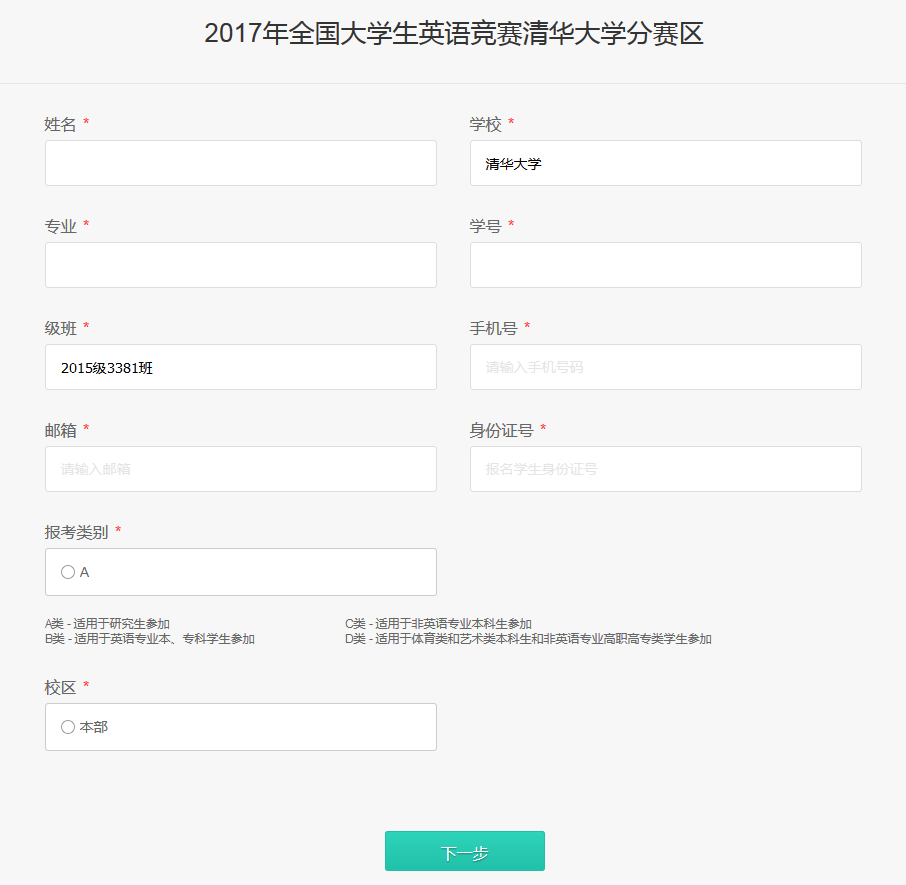 2017年全国大学生英语竞赛清华大学分赛区
姓名 *
学校 *
清华大学
专业 *
学号 *
级班 *
手机号 *
2015级3381班
请输入手机号码
邮箱 *
身份证号 *
请输入邮箱
报名学生身份证号
报考类别 *
A
A类 - 适用于研究生参加
C类 - 适用于非英语专业本科生参加
B类 - 适用于英语专业本、专科学生参加
D类 - 适用于体育类和艺术类本科生和非英语专业高职高专类学生参加
校区 *
本部
下一步